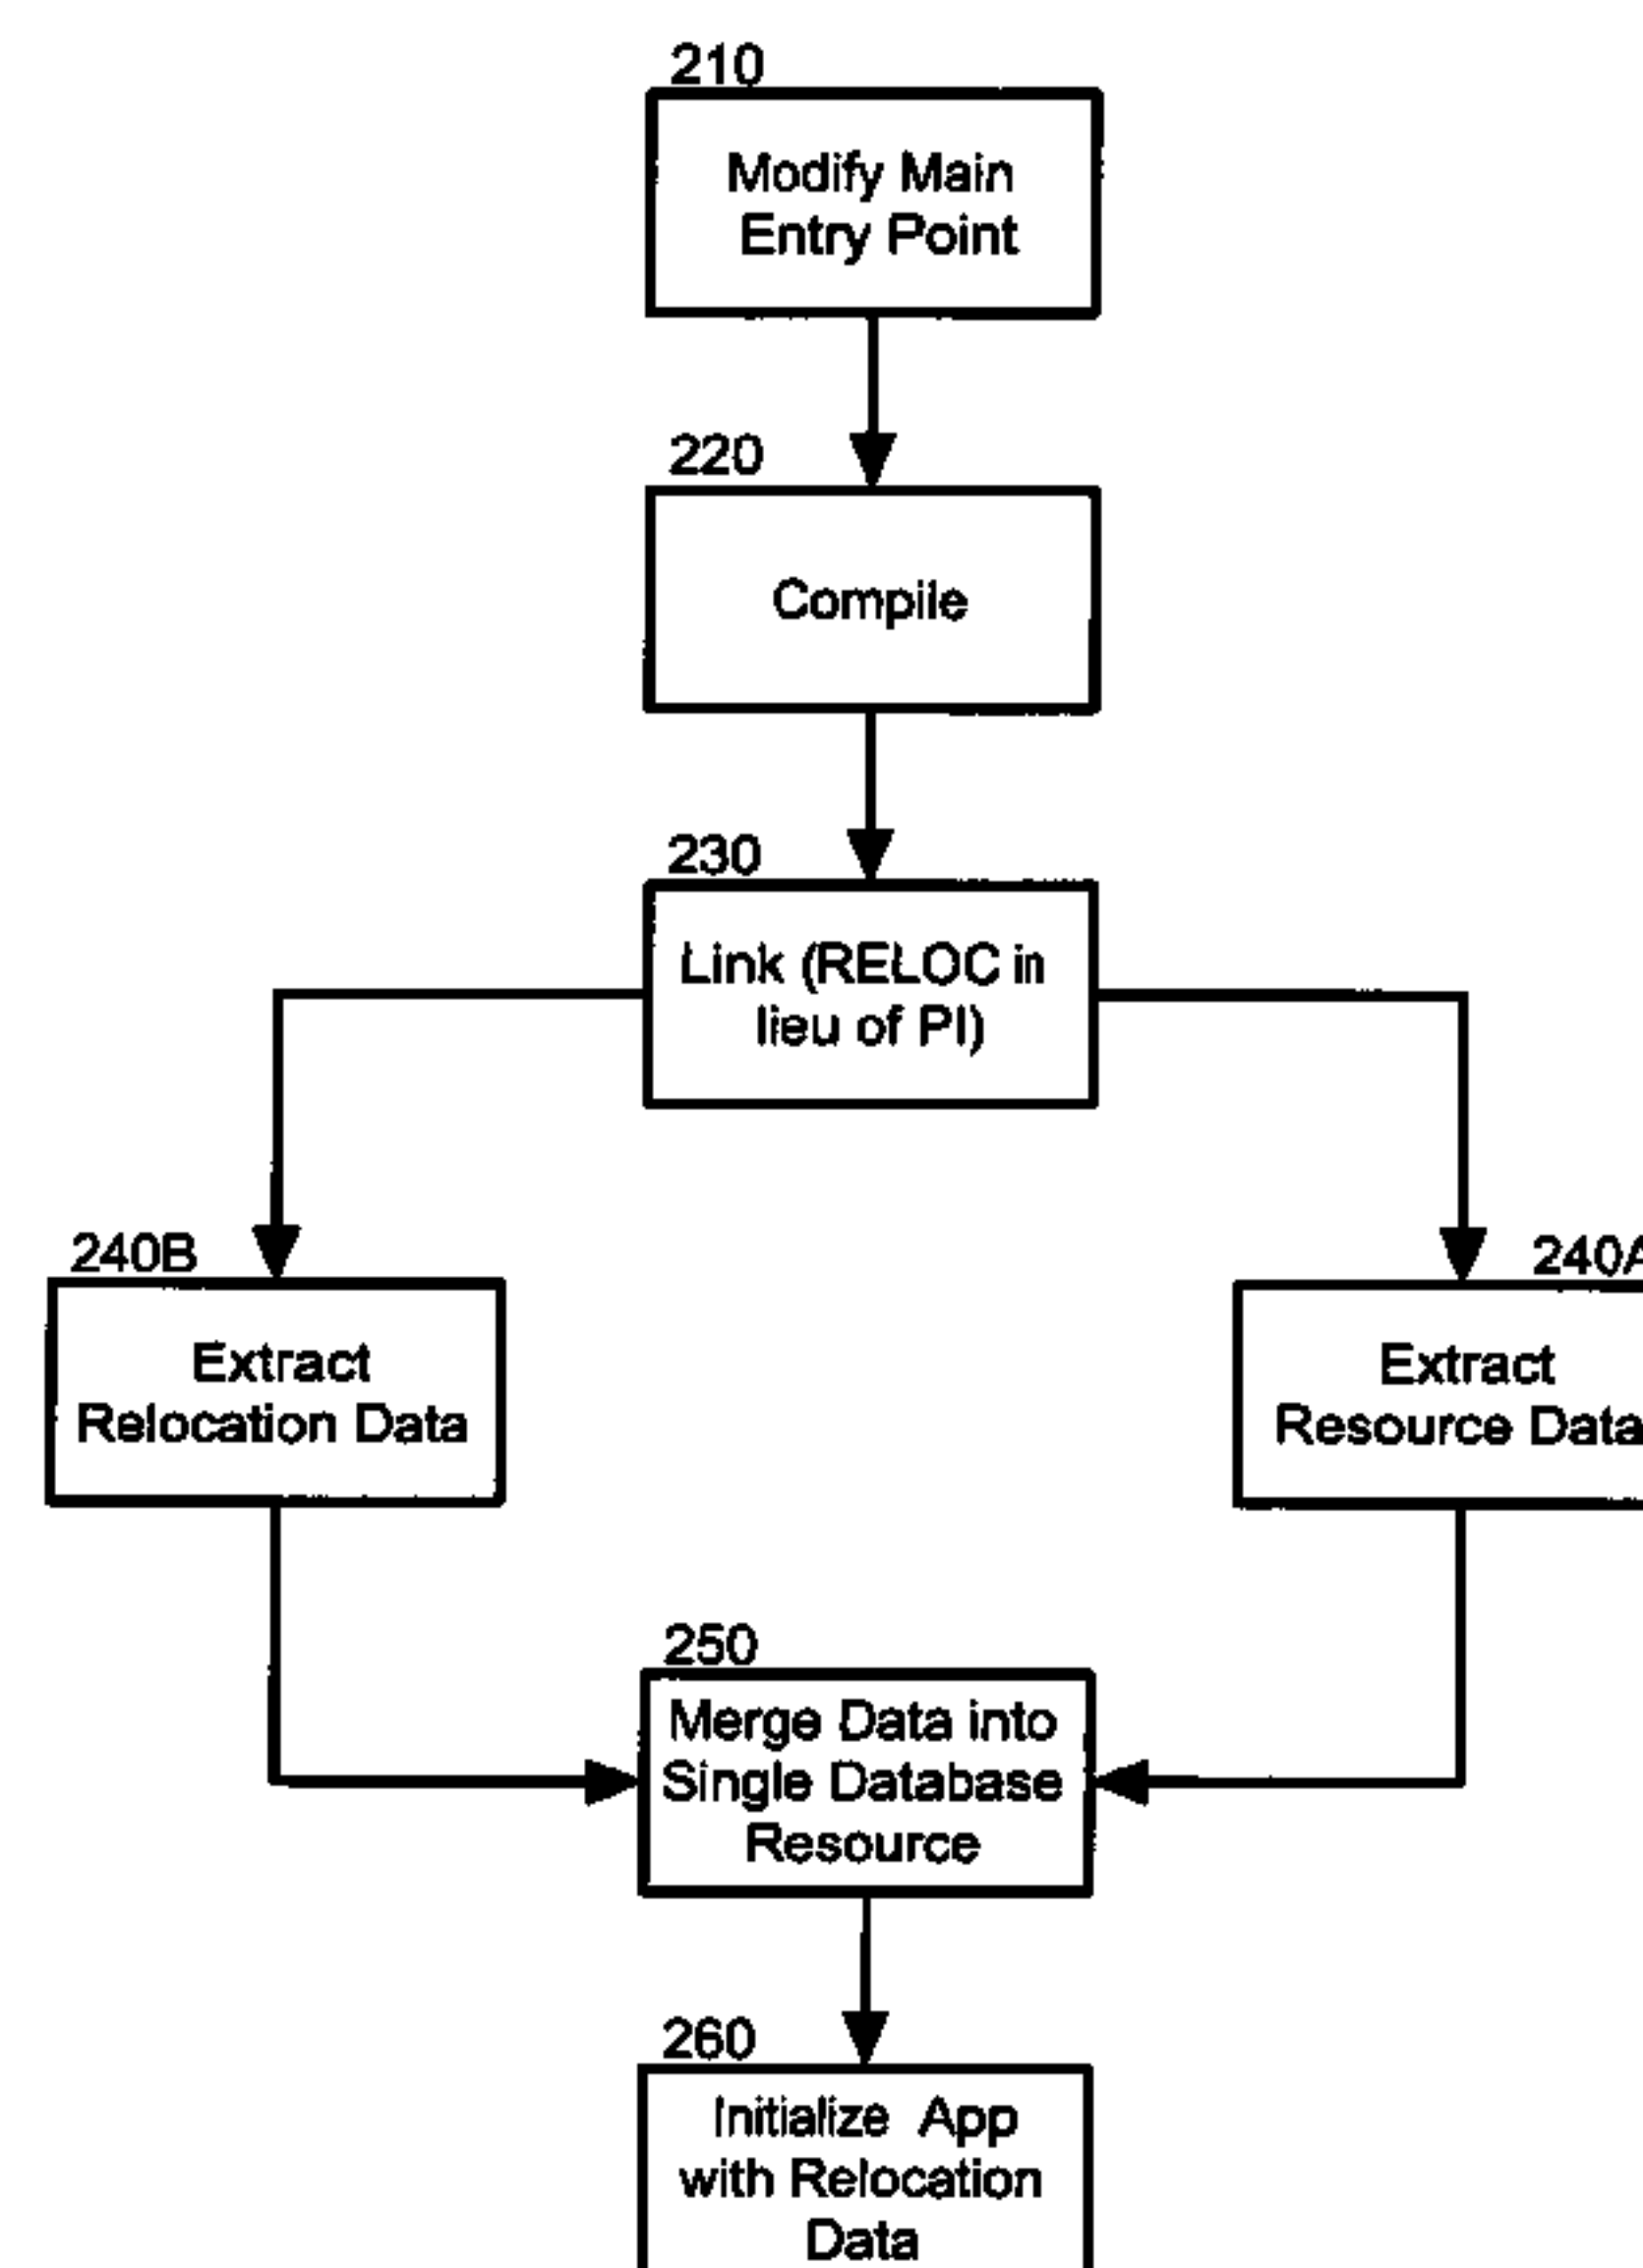 210
Modify Main
Entry Point
220
Compile
230
Link (RELOC in
lieu of PI)
240B
Extract
Relocation Data
240A
Extract
Resource Data
250
Merge Data into
Single Database
Resource
260
Initialize App
with Relocation
Data